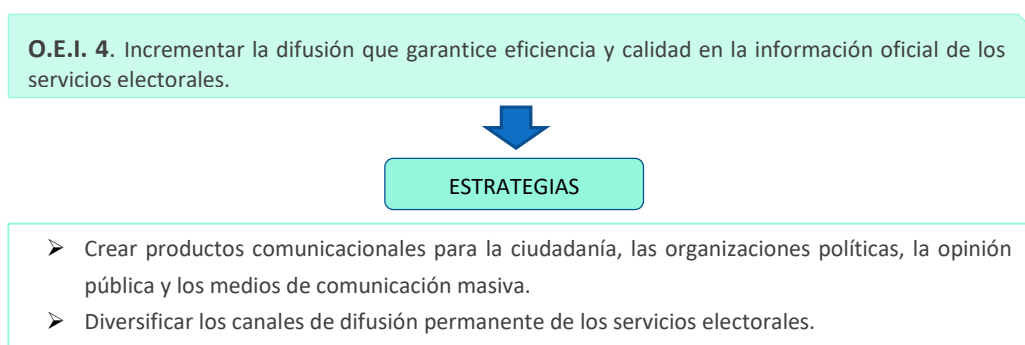 O.E.I. 4. Incrementar la difusión que garantice eficiencia y calidad en la información oficial de los
servicios electorales.
ESTRATEGIAS
➢ Crear productos comunicacionales para la ciudadanía, las organizaciones políticas, la opinión
pública y los medios de comunicación masiva.
➢ Diversificar los canales de difusión permanente de los servicios electorales.